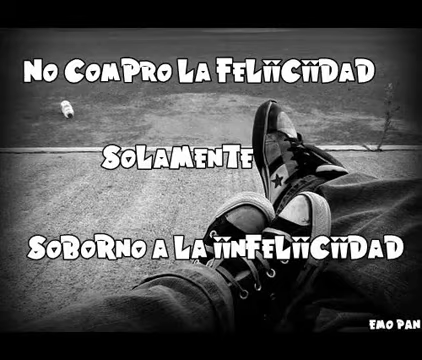 No Compro La Feliiciidad
Solamente
Soborno a la iinfeliiciidad
EMO PAN